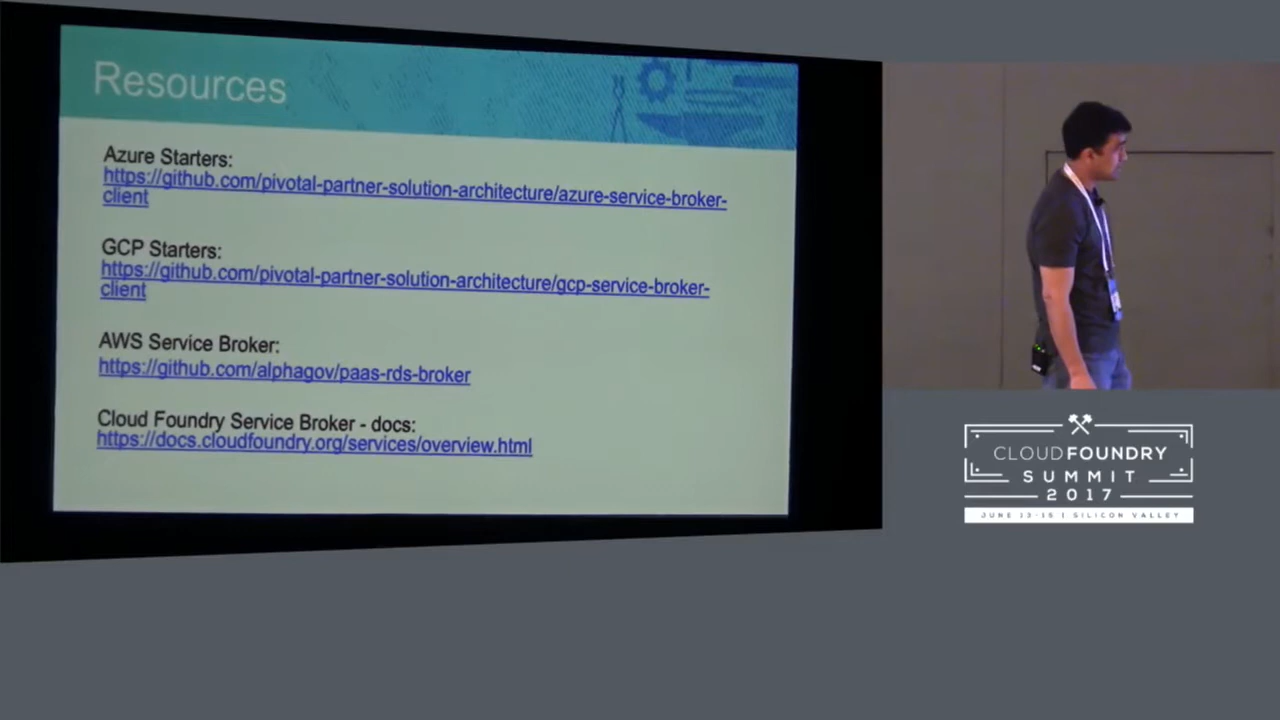 Resources
Azure Starters:
https://github.com/pivotal-partner-solution-architecture/azure-service-broker-
client
GCP Starters:
https://github.com/pivotal-partner-solution-architecture/gcp-service-broker-
client
AWS Service Broker:
https://github.com/alphagov/paas-rds-broker
Cloud Foundry Service Broker - docs:
https://docs.cloudfoundry.org/services/overview.html
CLOUD FOUNDRY
SUMMIT
2017
JUNE 13-15 | SILICON VALLEY